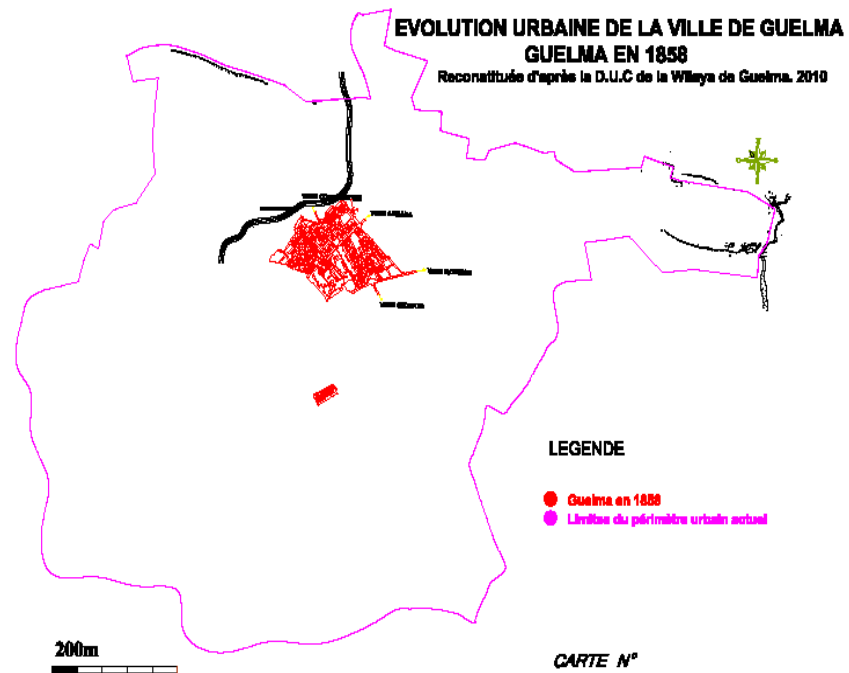 EVOLUTION URBAINE DE LA VILLE DE GUELMA
GUELMA EN 1858
Reconstituée d'après la D.U.C de la Wilaya de Guelma. 2010
LEGENDE
Guelma en 1858
Limites du périmètre urbain actuel
200m
CARTE N°